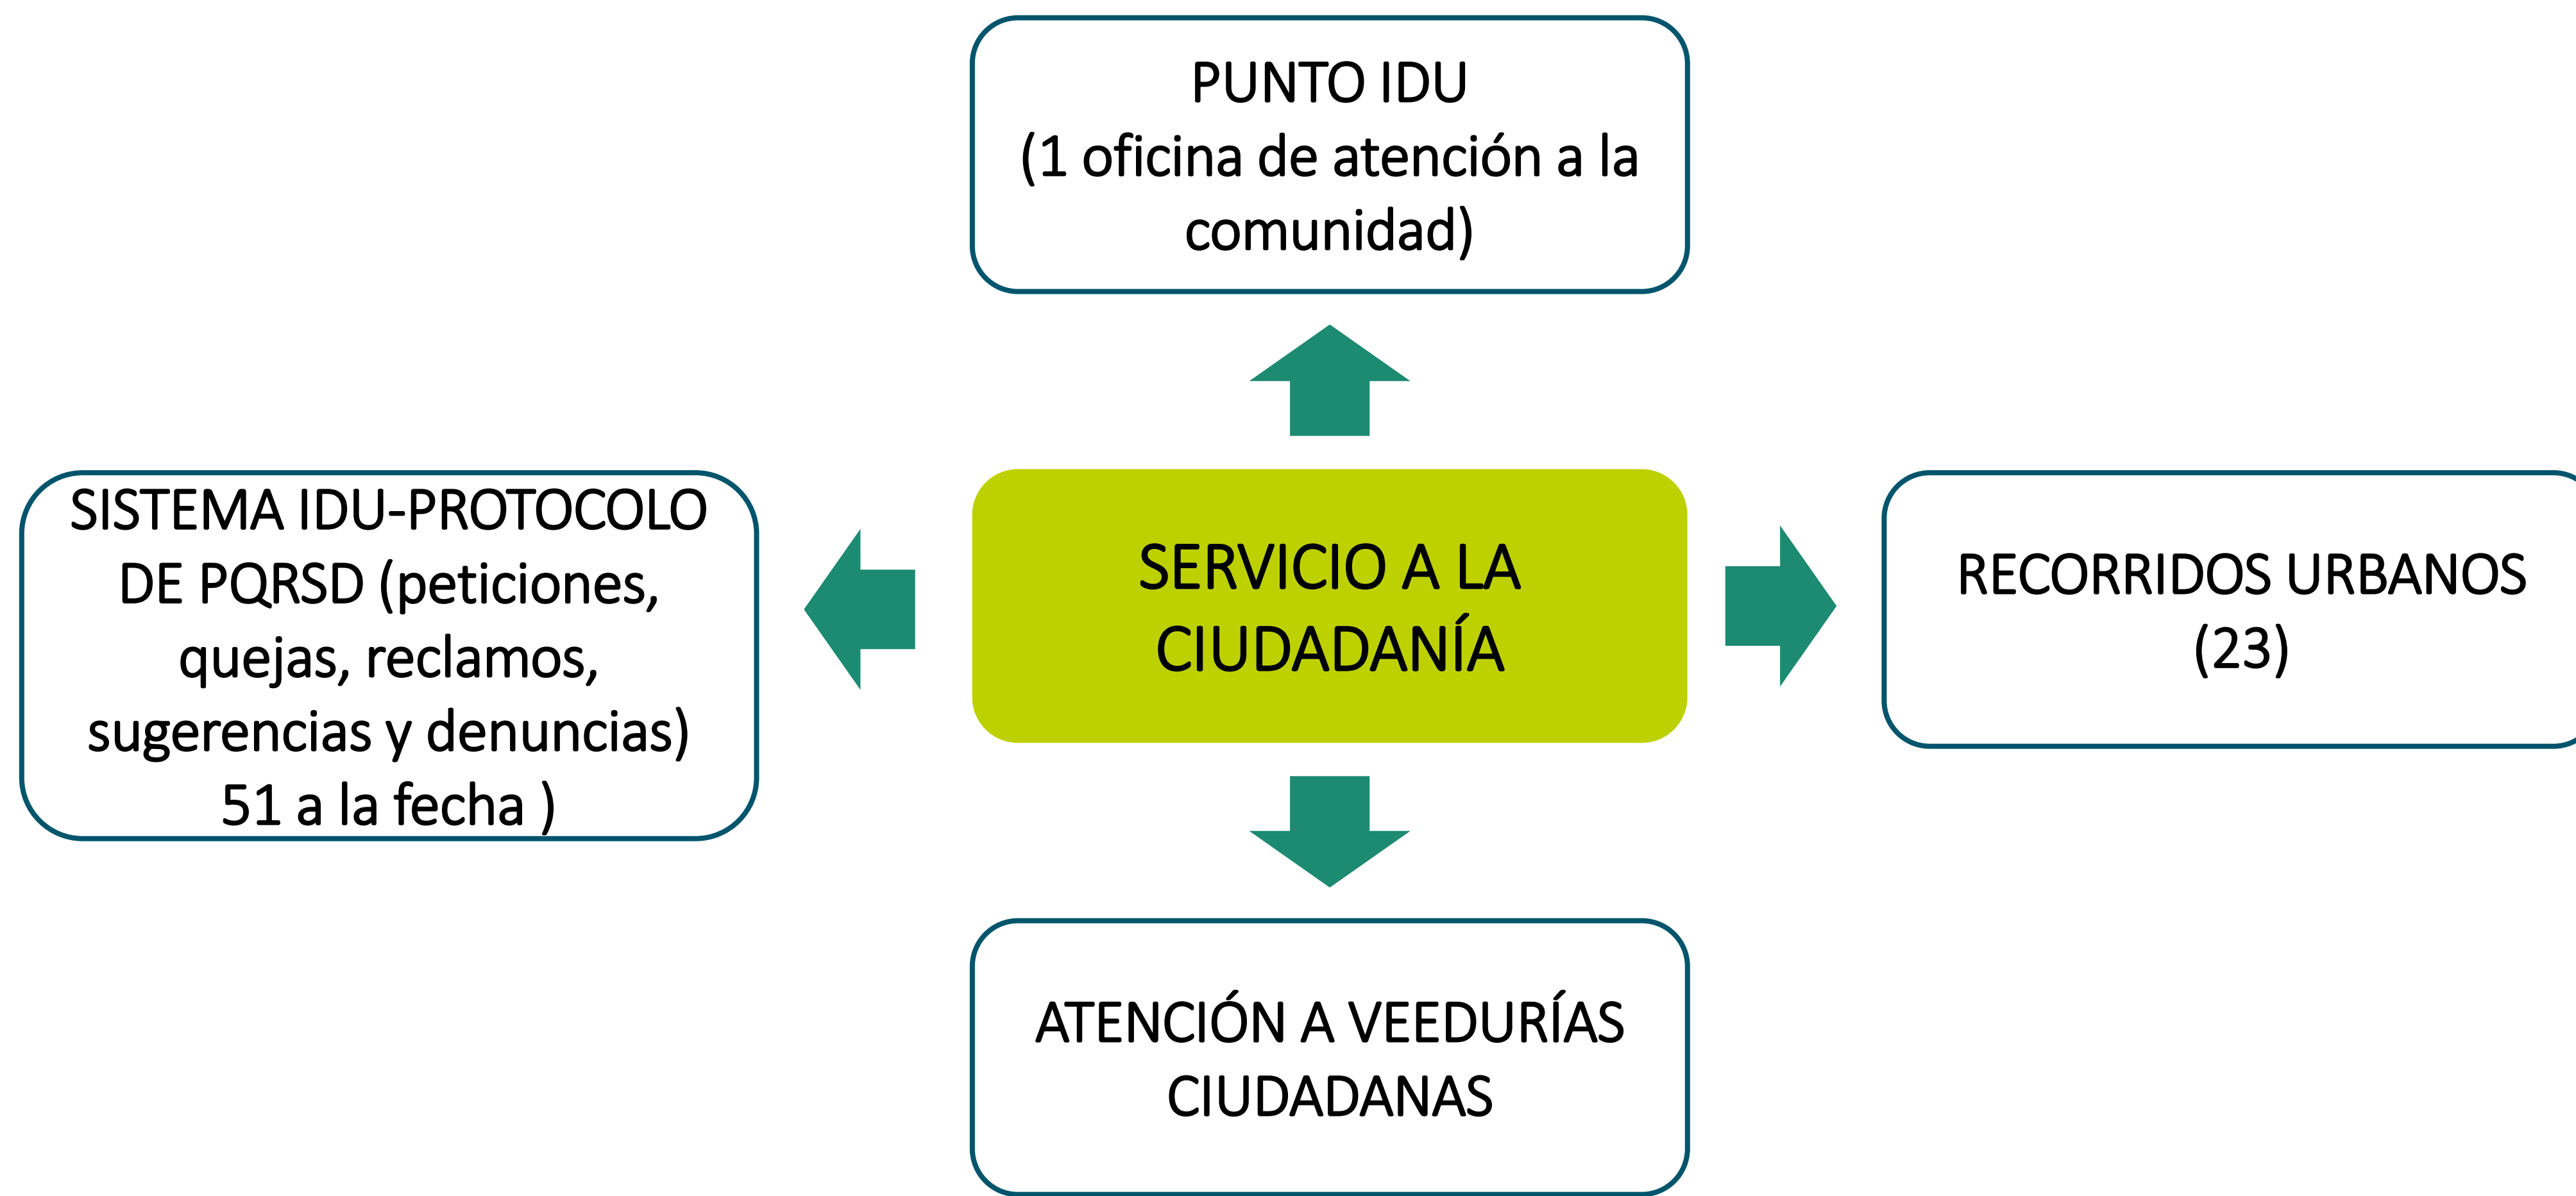 PUNTO IDU
(1 oficina de atención a la
comunidad)
SISTEMA IDU-PROTOCOLO
DE PQRSD (peticiones,
quejas, reclamos,
sugerencias y denuncias)
51 a la fecha )
SERVICIO A LA
CIUDADANÍA
RECORRIDOS URBANOS
(23)
ATENCIÓN A VEEDURÍAS
CIUDADANAS